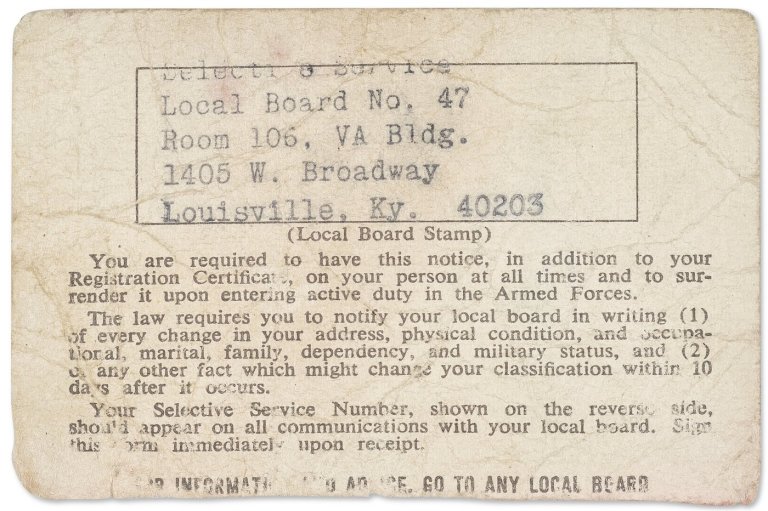 Selective Service
Local Board No. 47
Room 106, VA Bldg.
1405 W. Broadway
Louisville, Ky. 40203
(Local Board Stamp)
You are required to have this notice, in addition to your
Registration Certificate, on your person at all times and to sur-
render it upon entering active duty in the Armed Forces.
The law requires you to notify your local board in writing (1)
of every change in your address, physical condition, and occupa-
tional, marital, family, dependency, and military status, and (2)
of any other fact which might change your classification within 10
days after it occurs.
Your Selective Service Number, shown on the reverse side,
should appear on all communications with your local board. Sign
this form immediately upon receipt.
FOR INFORMATION AND ADVICE, GO TO ANY LOCAL BOARD